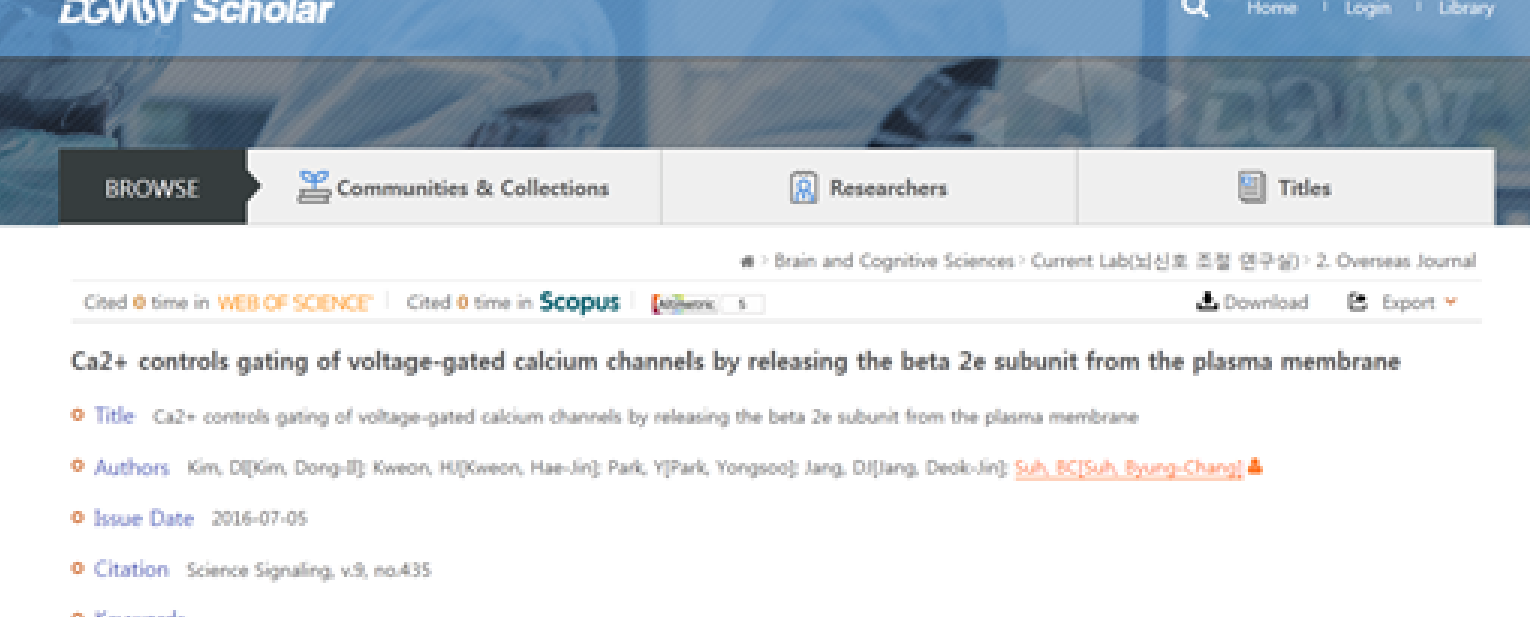 DGIST Scholar
Home Login Library
DGIST
BROWSE Communities & Collections Researchers Titles
> Brain and Cognitive Sciences > Current Lab(뇌신호 조절 연구실) > 2. Overseas Journal
Cited 0 time in WEB OF SCIENCE Cited 0 time in Scopus Altmetric 5 Download Export
Ca2+ controls gating of voltage-gated calcium channels by releasing the beta 2e subunit from the plasma membrane
Title Ca2+ controls gating of voltage-gated calcium channels by releasing the beta 2e subunit from the plasma membrane
Authors Kim, DI[Kim, Dong-Il]; Kweon, HJ[Kweon, Hae-Jin]; Park, Y[Park, Yongsoo]; Jang, DJ[Jang, Deok-Jin]; Suh, BC[Suh, Byung-Chang]
Issue Date 2016-07-05
Citation Science Signaling, v.9, no.435